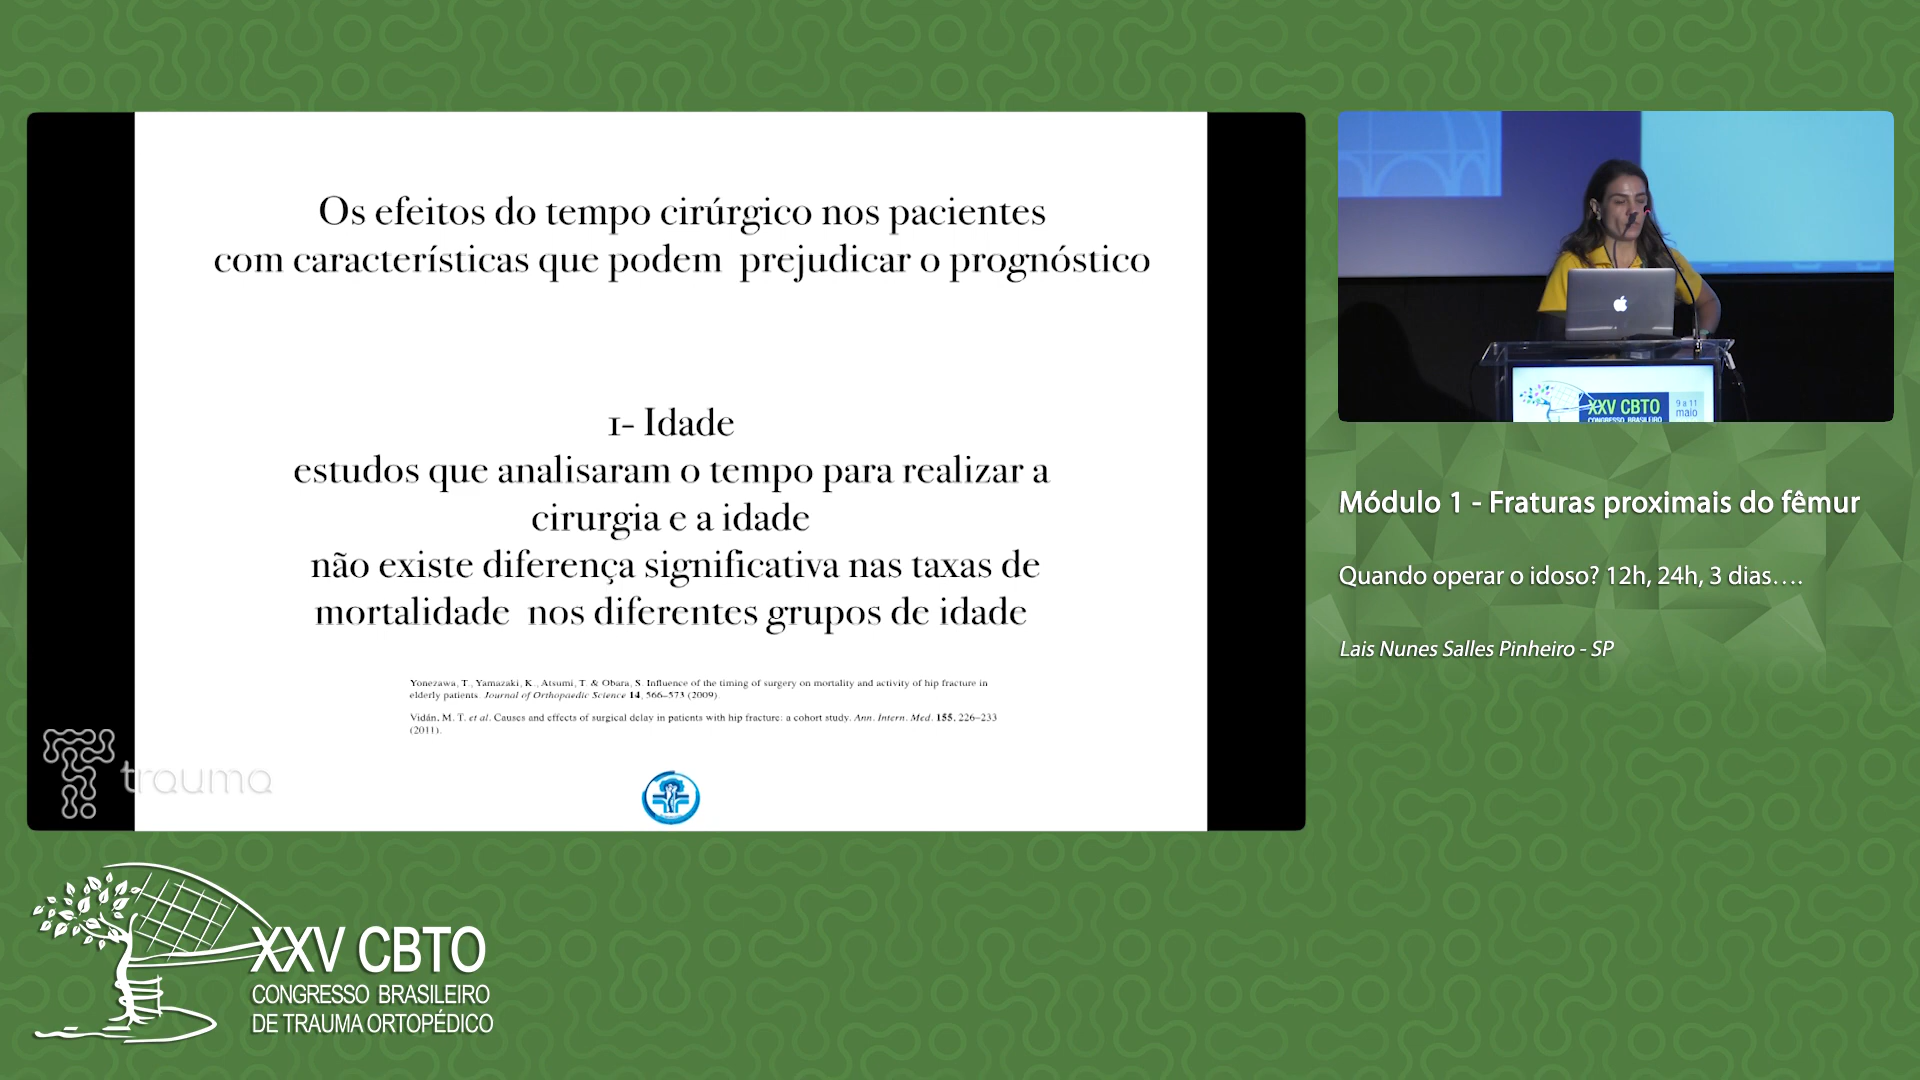 Os efeitos do tempo cirúrgico nos pacientes
com características que podem prejudicar o prognóstico
1- Idade
estudos que analisaram o tempo para realizar a
cirurgia e a idade
não existe diferença significativa nas taxas de
mortalidade nos diferentes grupos de idade
Yonezawa, T., Yamazaki, K., Atsumi, T. & Obara, S. Influence of the timing of surgery on mortality and activity of hip fracture in
elderly patients. Journal of Orthopaedic Science 14, 566–573 (2009).
Vidán, M. T. et al. Causes and effects of surgical delay in patients with hip fracture: a cohort study. Ann. Intern. Med. 155, 226–233
(2011).
trauma
XXV CBTO
CONGRESSO BRASILEIRO
9 a 11
maio
Módulo 1 - Fraturas proximais do fêmur
Quando operar o idoso? 12h, 24h, 3 dias....
Lais Nunes Salles Pinheiro - SP
XXV CBTO
CONGRESSO BRASILEIRO
DE TRAUMA ORTOPÉDICO